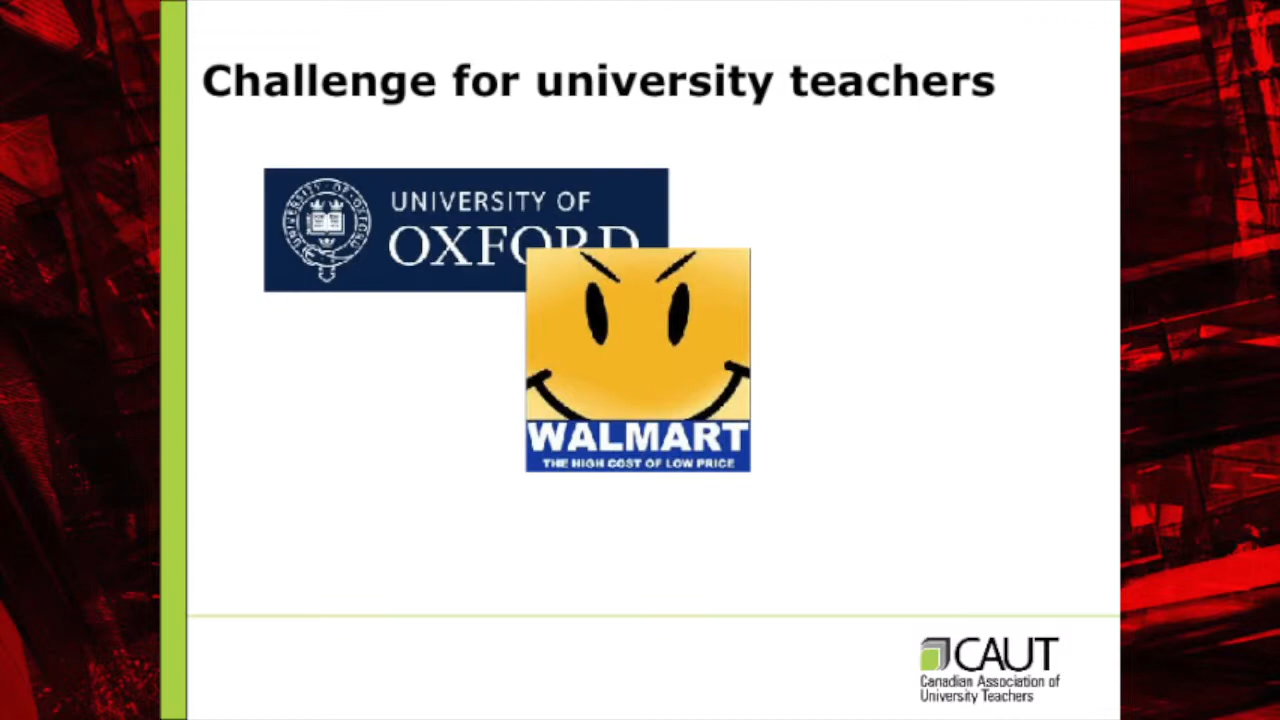 Challenge for university teachers
UNIVERSITY OF
OXFORD
WALMART
THE HIGH COST OF LOW PRICE
CAUT
Canadian Association of
University Teachers